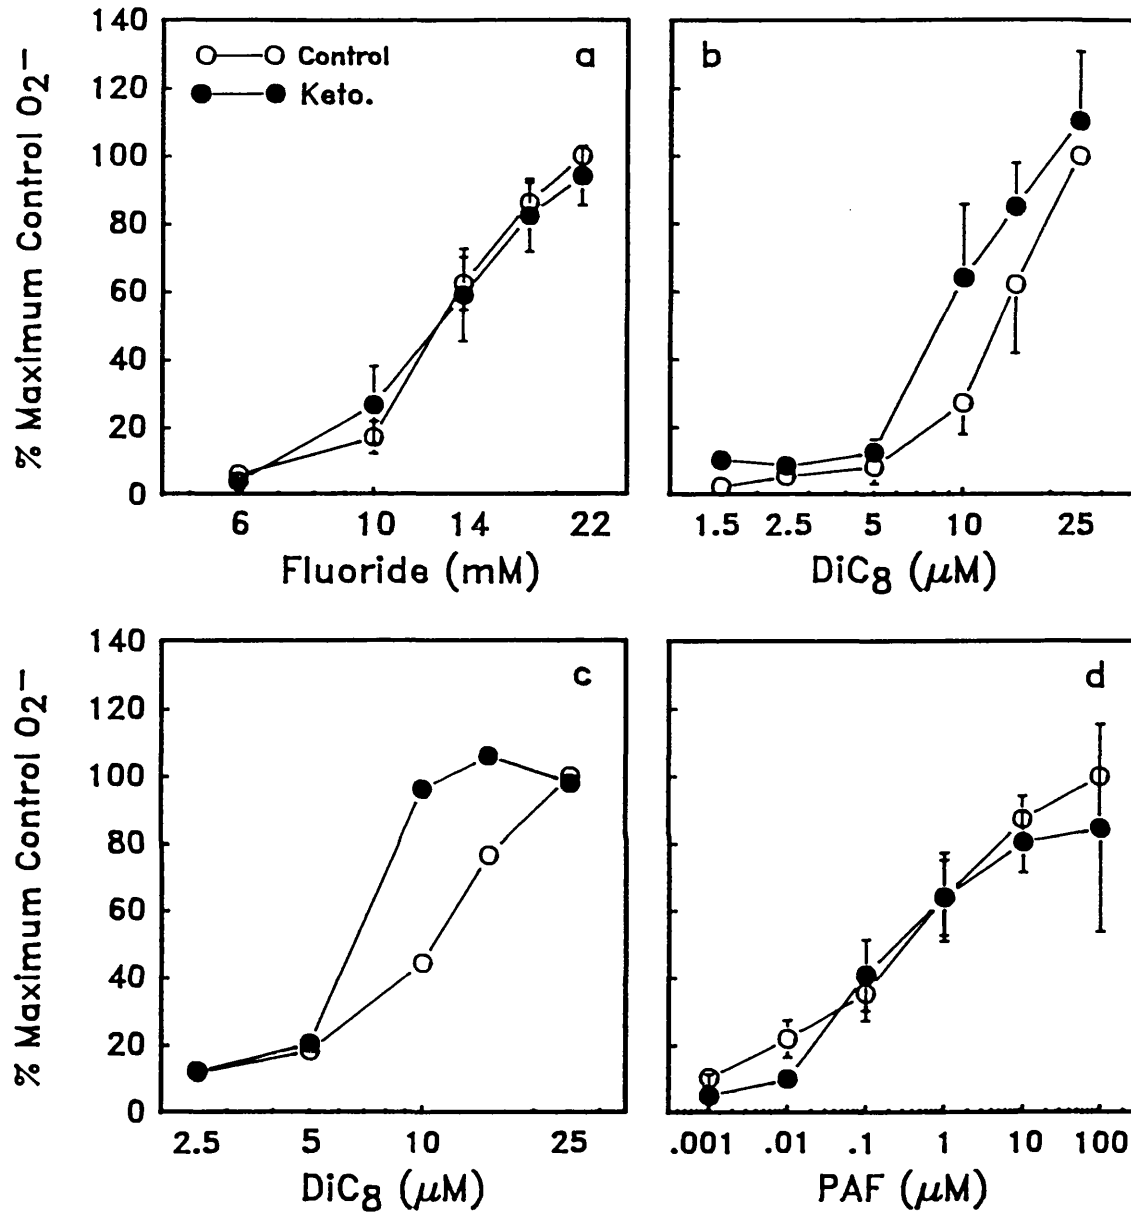 % Maximum Control O2−
140
120
100
80
60
40
20
0
Control
Keto.
a
6 10 14 22
Fluoride (mM)
b
1.5 2.5 5 10 25
DiC8 (μM)
% Maximum Control O2−
140
120
100
80
60
40
20
0
c
2.5 5 10 25
DiC8 (μM)
d
.001 .01 .1 1 10 100
PAF (μM)